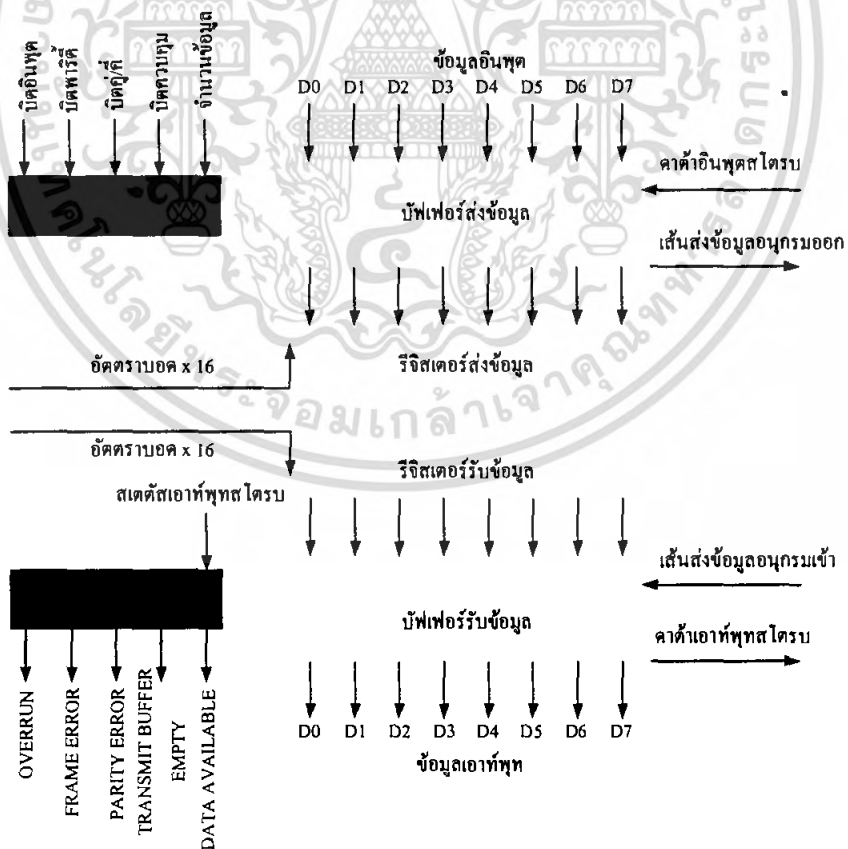 บิตอินพุต
บิตพาริตี้
บิตคู่/คี่
บิตควบคุม
จำนวนข้อมูล
ข้อมูลอินพุต
D0 D1 D2 D3 D4 D5 D6 D7
ดาต้าอินพุตสโตรบ
บัฟเฟอร์ส่งข้อมูล
เส้นส่งข้อมูลอนุกรมออก
อัตราบอด x 16
รีจิสเตอร์ส่งข้อมูล
อัตราบอด x 16
รีจิสเตอร์รับข้อมูล
สเตตัสเอาท์พุทสโตรบ
เส้นส่งข้อมูลอนุกรมเข้า
บัฟเฟอร์รับข้อมูล
ดาต้าเอาท์พุทสโตรบ
OVERRUN
FRAME ERROR
PARITY ERROR
TRANSMIT BUFFER
EMPTY
DATA AVAILABLE
D0 D1 D2 D3 D4 D5 D6 D7
ข้อมูลเอาท์พุท